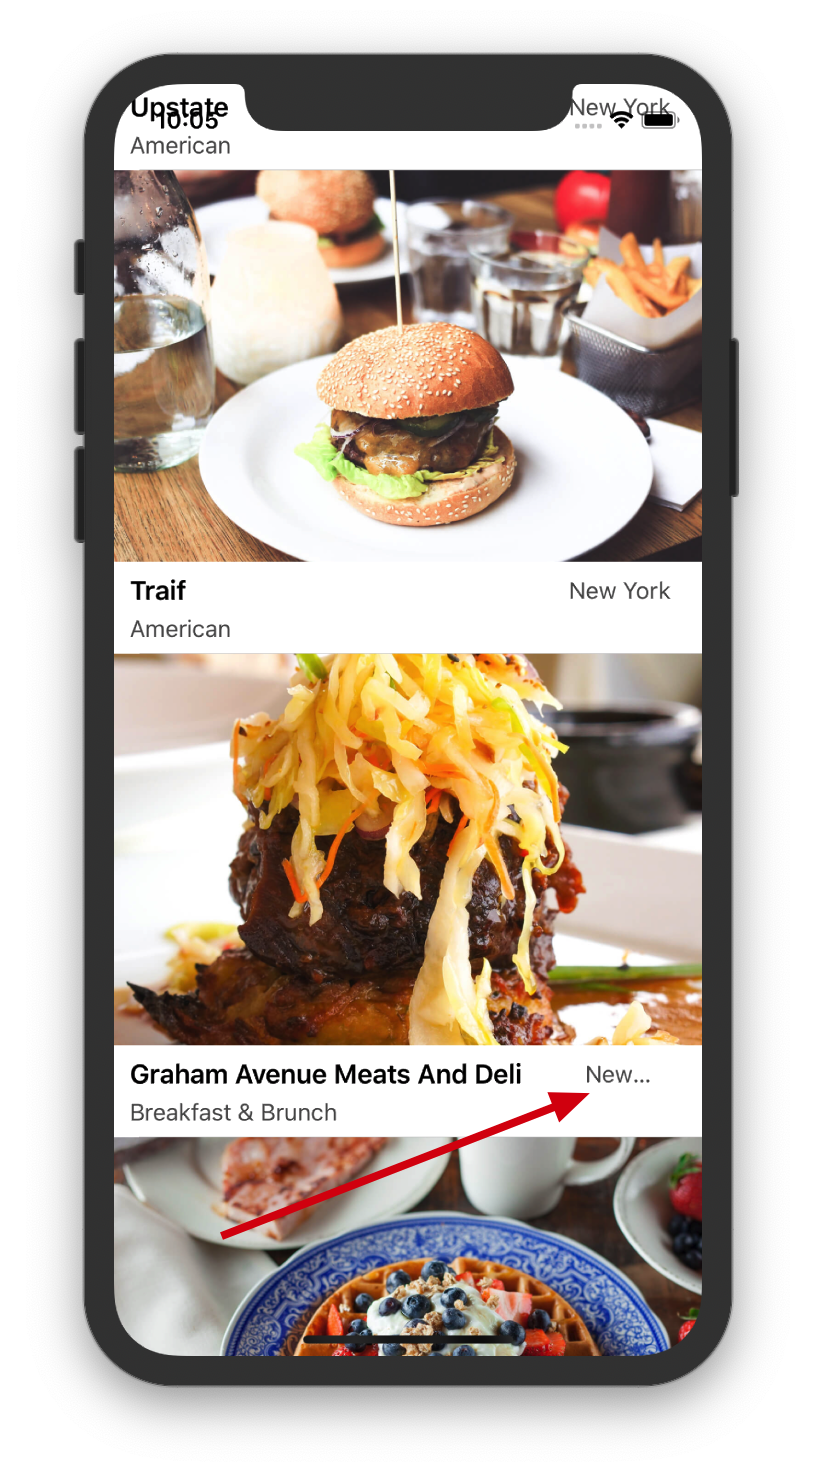 Upstate New York
10:05
American
Traif New York
American
Graham Avenue Meats And Deli New...
Breakfast & Brunch